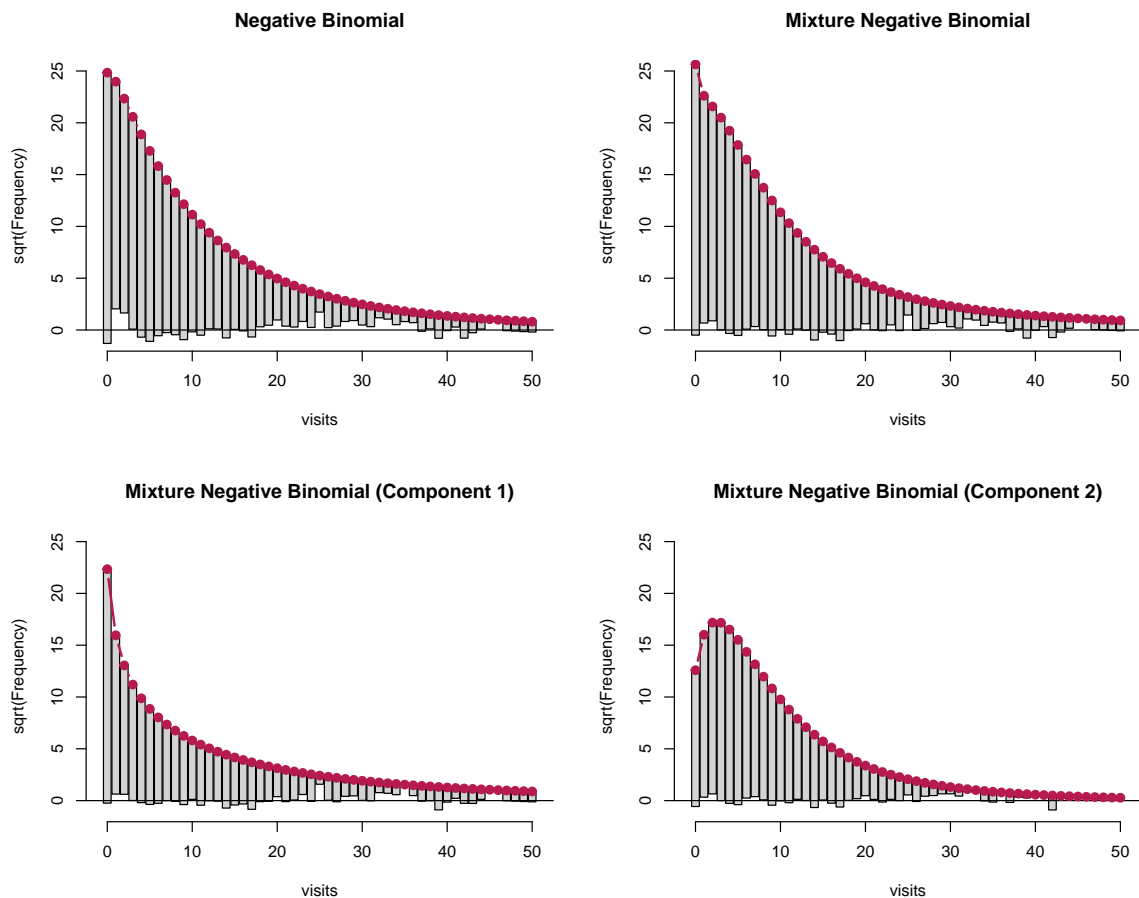 Negative Binomial
sqrt(Frequency)
25
20
15
10
5
0
0 10 20 30 40 50
visits
Mixture Negative Binomial
sqrt(Frequency)
25
20
15
10
5
0
0 10 20 30 40 50
visits
Mixture Negative Binomial (Component 1)
sqrt(Frequency)
25
20
15
10
5
0
0 10 20 30 40 50
visits
Mixture Negative Binomial (Component 2)
sqrt(Frequency)
25
20
15
10
5
0
0 10 20 30 40 50
visits